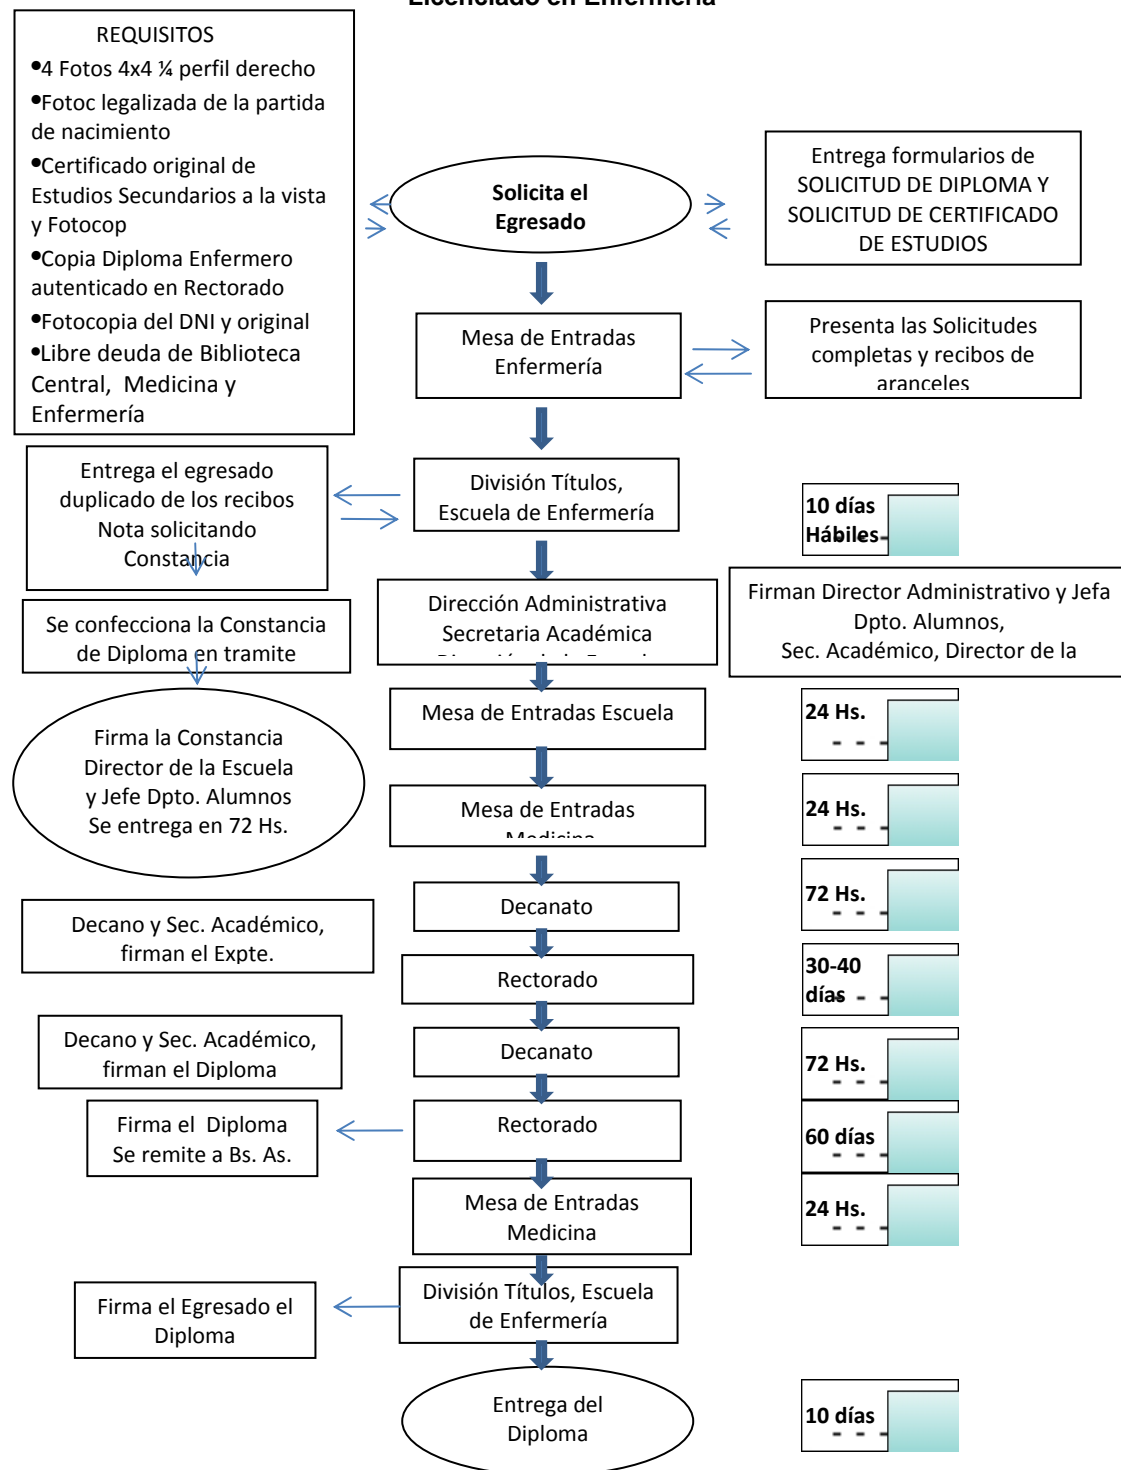 Licenciado en Enfermería
REQUISITOS
•4 Fotos 4x4 ¼ perfil derecho
•Fotoc legalizada de la partida
de nacimiento
•Certificado original de
Estudios Secundarios a la vista
y Fotocop
•Copia Diploma Enfermero
autenticado en Rectorado
•Fotocopia del DNI y original
•Libre deuda de Biblioteca
Central, Medicina y
Enfermería
Solicita el
Egresado
Entrega formularios de
SOLICITUD DE DIPLOMA Y
SOLICITUD DE CERTIFICADO
DE ESTUDIOS
Mesa de Entradas
Enfermería
Presenta las Solicitudes
completas y recibos de
aranceles
Entrega el egresado
duplicado de los recibos
Nota solicitando
Constancia
División Títulos,
Escuela de Enfermería
10 días
Hábiles
Se confecciona la Constancia
de Diploma en tramite
Dirección Administrativa
Secretaria Académica
Firman Director Administrativo y Jefa
Dpto. Alumnos,
Sec. Académico, Director de la
Firma la Constancia
Director de la Escuela
y Jefe Dpto. Alumnos
Se entrega en 72 Hs.
Mesa de Entradas Escuela
24 Hs.
Mesa de Entradas
Medicina
24 Hs.
Decano y Sec. Académico,
firman el Expte.
Decanato
72 Hs.
Rectorado
30-40
días
Decano y Sec. Académico,
firman el Diploma
Decanato
72 Hs.
Firma el Diploma
Se remite a Bs. As.
Rectorado
60 días
Mesa de Entradas
Medicina
24 Hs.
Firma el Egresado el
Diploma
División Títulos, Escuela
de Enfermería
Entrega del
Diploma
10 días